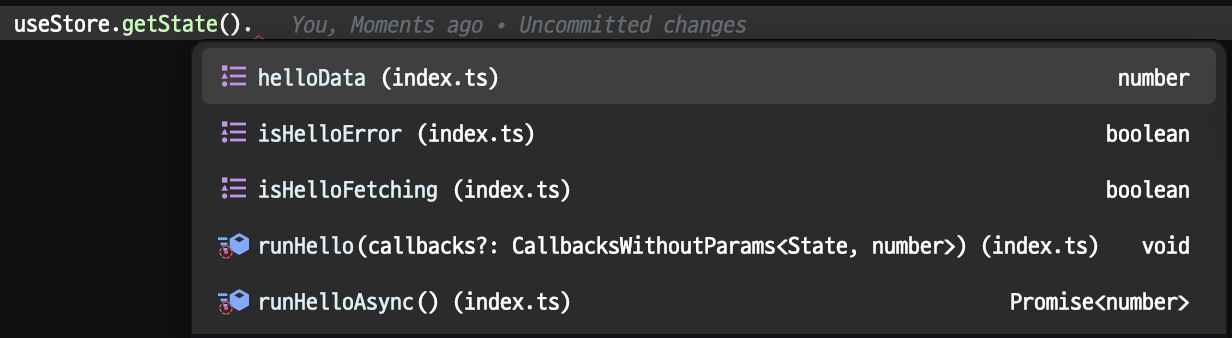 useStore.getState(). You, Moments ago • Uncommitted changes
helloData (index.ts) number
isHelloError (index.ts) boolean
isHelloFetching (index.ts) boolean
runHello(callbacks?: CallbacksWithoutParams<State, number>) (index.ts) void
runHelloAsync() (index.ts) Promise<number>